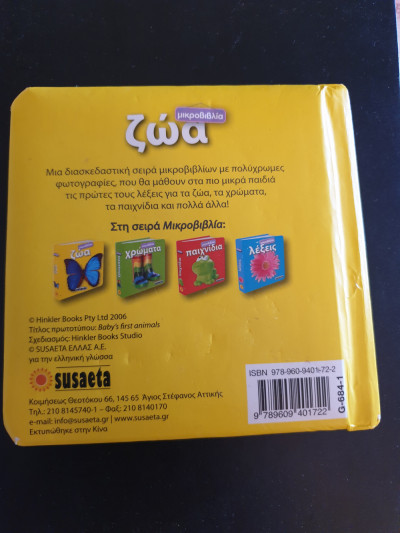 μικροβιβλία
ζώα
Μια διασκεδαστική σειρά μικροβιβλίων με πολύχρωμες
φωτογραφίες, που θα μάθουν στα πιο μικρά παιδιά
τις πρώτες τους λέξεις για τα ζώα, τα χρώματα,
τα παιχνίδια και πολλά άλλα!
Στη σειρά Μικροβιβλία:
ζώα
χρώματα
παιχνίδια
λέξεις
© Hinkler Books Pty Ltd 2006
Τίτλος πρωτοτύπου: Baby's first animals
Σχεδιασμός: Hinkler Books Studio
© SUSAETA ΕΛΛΑΣ Α.Ε.
για την ελληνική γλώσσα
susaeta
Κοιμήσεως Θεοτόκου 66, 145 65 Άγιος Στέφανος Αττικής
Τηλ.: 210 8145740-1 – Φαξ: 210 8140170
e-mail: info@susaeta.gr / www.susaeta.gr
Εκτυπώθηκε στην Κίνα
ISBN 978-960-9401-72-2
9 789609 401722
G-684-1